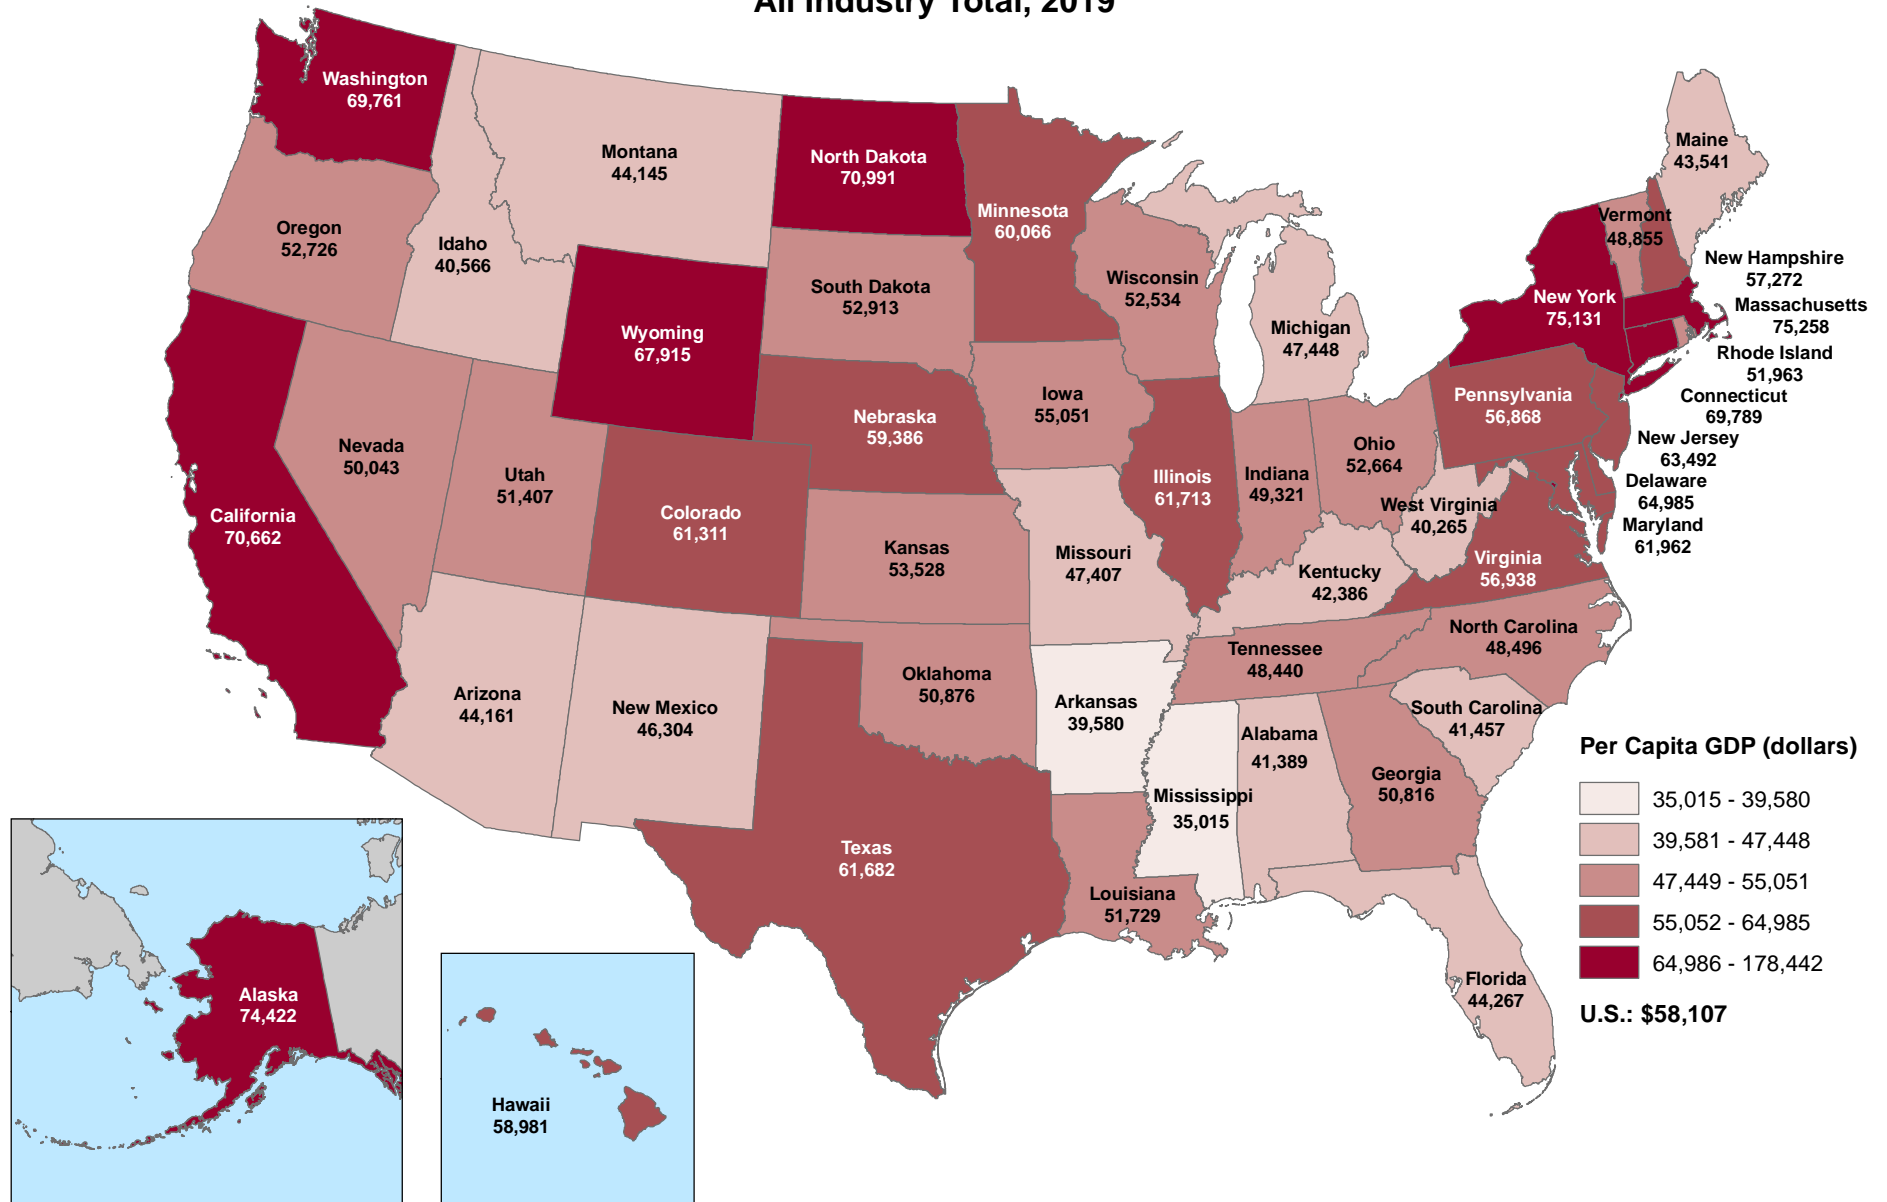 All Industry Total, 2019
Washington
69,761
Montana
44,145
North Dakota
70,991
Minnesota
60,066
Maine
43,541
Oregon
52,726
Idaho
40,566
Vermont
48,855
New Hampshire
57,272
Wyoming
67,915
South Dakota
52,913
Wisconsin
52,534
Michigan
47,448
New York
75,131
Massachusetts
75,258
Rhode Island
51,963
Connecticut
69,789
Nevada
50,043
Utah
51,407
Nebraska
59,386
Iowa
55,051
Illinois
61,713
Indiana
49,321
Ohio
52,664
Pennsylvania
56,868
New Jersey
63,492
Delaware
64,985
Maryland
61,962
California
70,662
Colorado
61,311
Kansas
53,528
Missouri
47,407
Kentucky
42,386
West Virginia
40,265
Virginia
56,938
Arizona
44,161
New Mexico
46,304
Oklahoma
50,876
Arkansas
39,580
Tennessee
48,440
North Carolina
48,496
South Carolina
41,457
Texas
61,682
Louisiana
51,729
Mississippi
35,015
Alabama
41,389
Georgia
50,816
Florida
44,267
Alaska
74,422
Hawaii
58,981
Per Capita GDP (dollars)
35,015 - 39,580
39,581 - 47,448
47,449 - 55,051
55,052 - 64,985
64,986 - 178,442
U.S.: $58,107